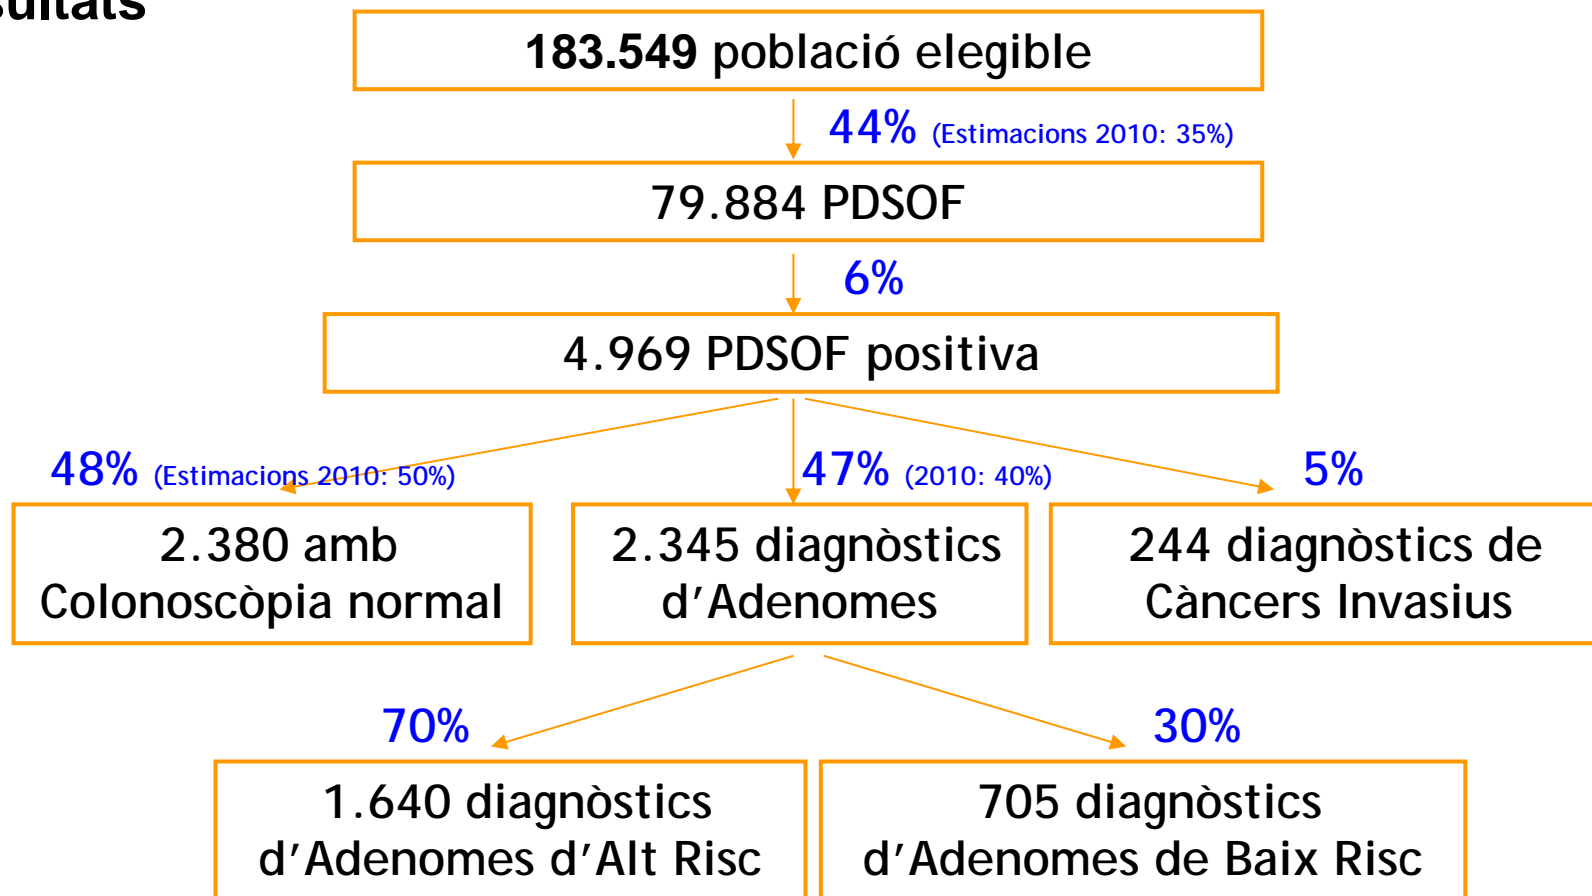 sultats
183.549 població elegible
44% (Estimacions 2010: 35%)
79.884 PDSOF
6%
4.969 PDSOF positiva
48% (Estimacions 2010: 50%)
47% (2010: 40%)
5%
2.380 amb
Colonoscòpia normal
2.345 diagnòstics
d’Adenomes
244 diagnòstics de
Càncers Invasius
70%
30%
1.640 diagnòstics
d’Adenomes d’Alt Risc
705 diagnòstics
d’Adenomes de Baix Risc